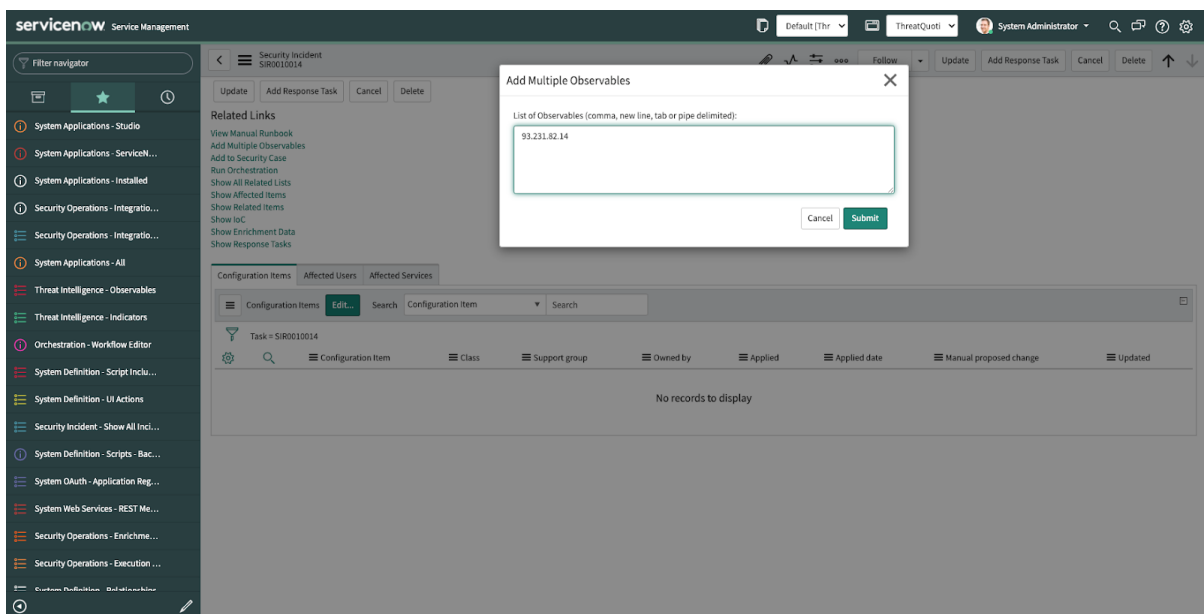 servicenow Service Management
Default [Thr
ThreatQuoti
System Administrator
Filter navigator
System Applications - Studio
System Applications - ServiceN...
System Applications - Installed
Security Operations - Integratio...
Security Operations - Integratio...
System Applications - All
Threat Intelligence - Observables
Threat Intelligence - Indicators
Orchestration - Workflow Editor
System Definition - Script Inclu...
System Definition - UI Actions
Security Incident - Show All Inci...
System Definition - Scripts - Bac...
System OAuth - Application Reg...
System Web Services - REST Me...
Security Operations - Enrichme...
Security Operations - Execution ...
System Definition - Relationships
Security Incident
SIR0010014
Follow
Update
Add Response Task
Cancel
Delete
Update
Add Response Task
Cancel
Delete
Related Links
View Manual Runbook
Add Multiple Observables
Add to Security Case
Run Orchestration
Show All Related Lists
Show Affected Items
Show Related Items
Show IoC
Show Enrichment Data
Show Response Tasks
Add Multiple Observables
List of Observables (comma, new line, tab or pipe delimited):
93.231.82.14
Cancel
Submit
Configuration Items
Affected Users
Affected Services
Configuration Items
Edit...
Search
Configuration Item
Search
Task = SIR0010014
Configuration Item
Class
Support group
Owned by
Applied
Applied date
Manual proposed change
Updated
No records to display